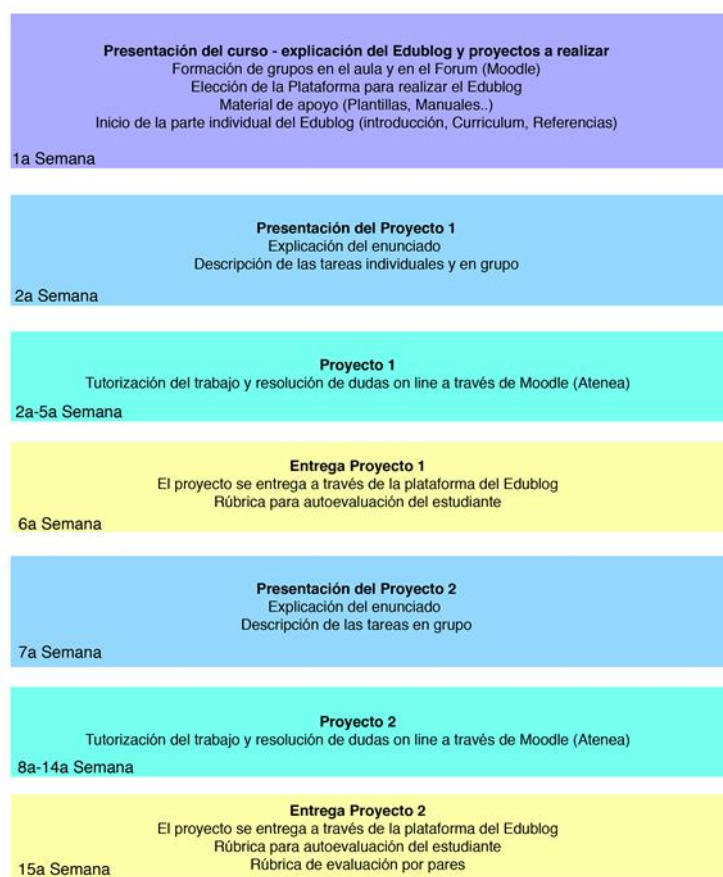 Presentación del curso - explicación del Edublog y proyectos a realizar
Formación de grupos en el aula y en el Forum (Moodle)
Elección de la Plataforma para realizar el Edublog
Material de apoyo (Plantillas, Manuales..)
Inicio de la parte individual del Edublog (introducción, Curriculum, Referencias)
1a Semana
Presentación del Proyecto 1
Explicación del enunciado
Descripción de las tareas individuales y en grupo
2a Semana
Proyecto 1
Tutorización del trabajo y resolución de dudas on line a través de Moodle (Atenea)
2a-5a Semana
Entrega Proyecto 1
El proyecto se entrega a través de la plataforma del Edublog
Rúbrica para autoevaluación del estudiante
6a Semana
Presentación del Proyecto 2
Explicación del enunciado
Descripción de las tareas en grupo
7a Semana
Proyecto 2
Tutorización del trabajo y resolución de dudas on line a través de Moodle (Atenea)
8a-14a Semana
Entrega Proyecto 2
El proyecto se entrega a través de la plataforma del Edublog
Rúbrica para autoevaluación del estudiante
Rúbrica de evaluación por pares
15a Semana